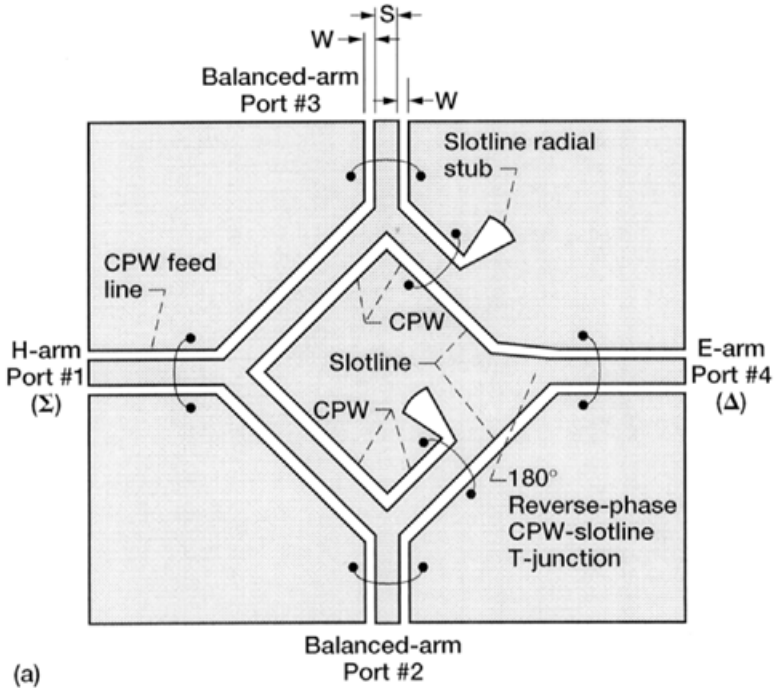 S
W
W
Balanced-arm
Port #3
Slotline radial
stub
CPW feed
line
CPW
H-arm
Port #1
(Σ)
Slotline
E-arm
Port #4
(Δ)
CPW
180°
Reverse-phase
CPW-slotline
T-junction
Balanced-arm
Port #2
(a)